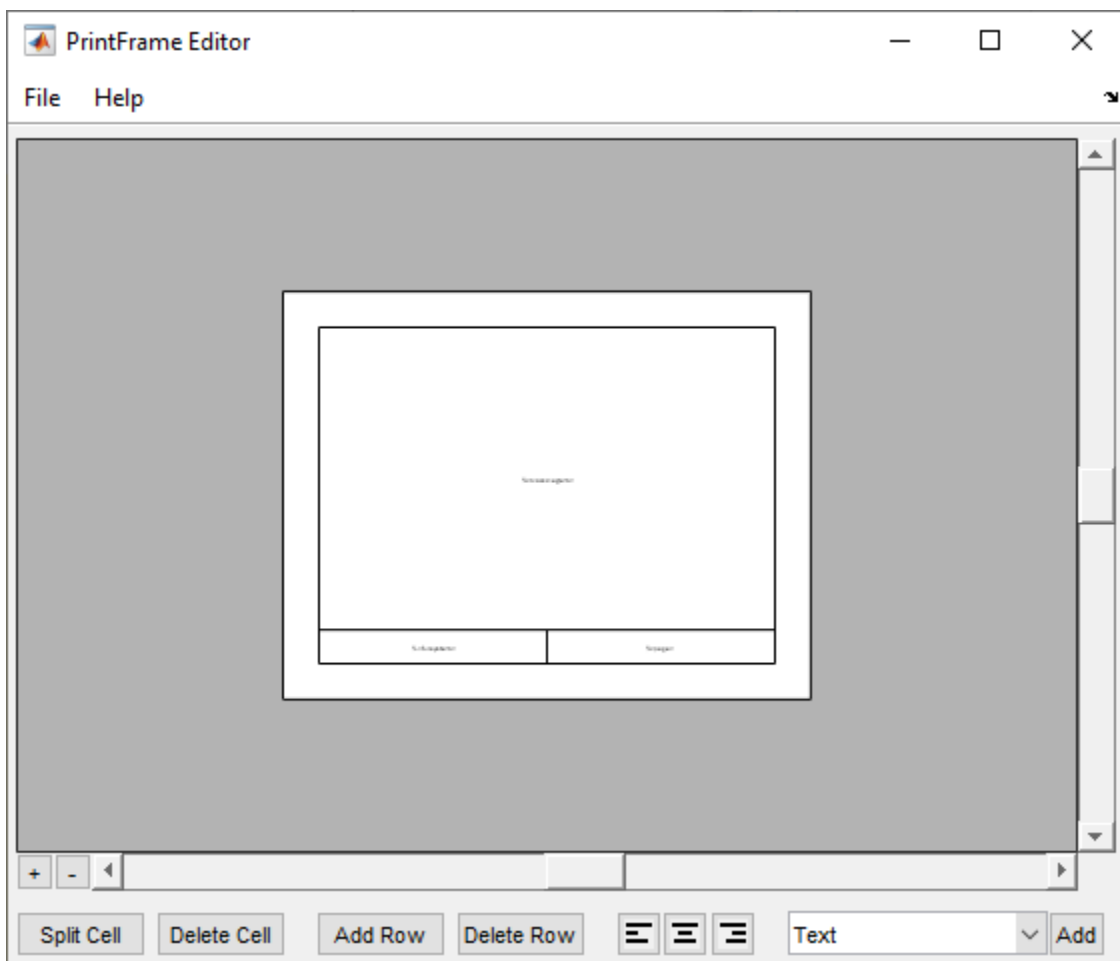 PrintFrame Editor
File Help
+ -
Split Cell Delete Cell Add Row Delete Row Text Add